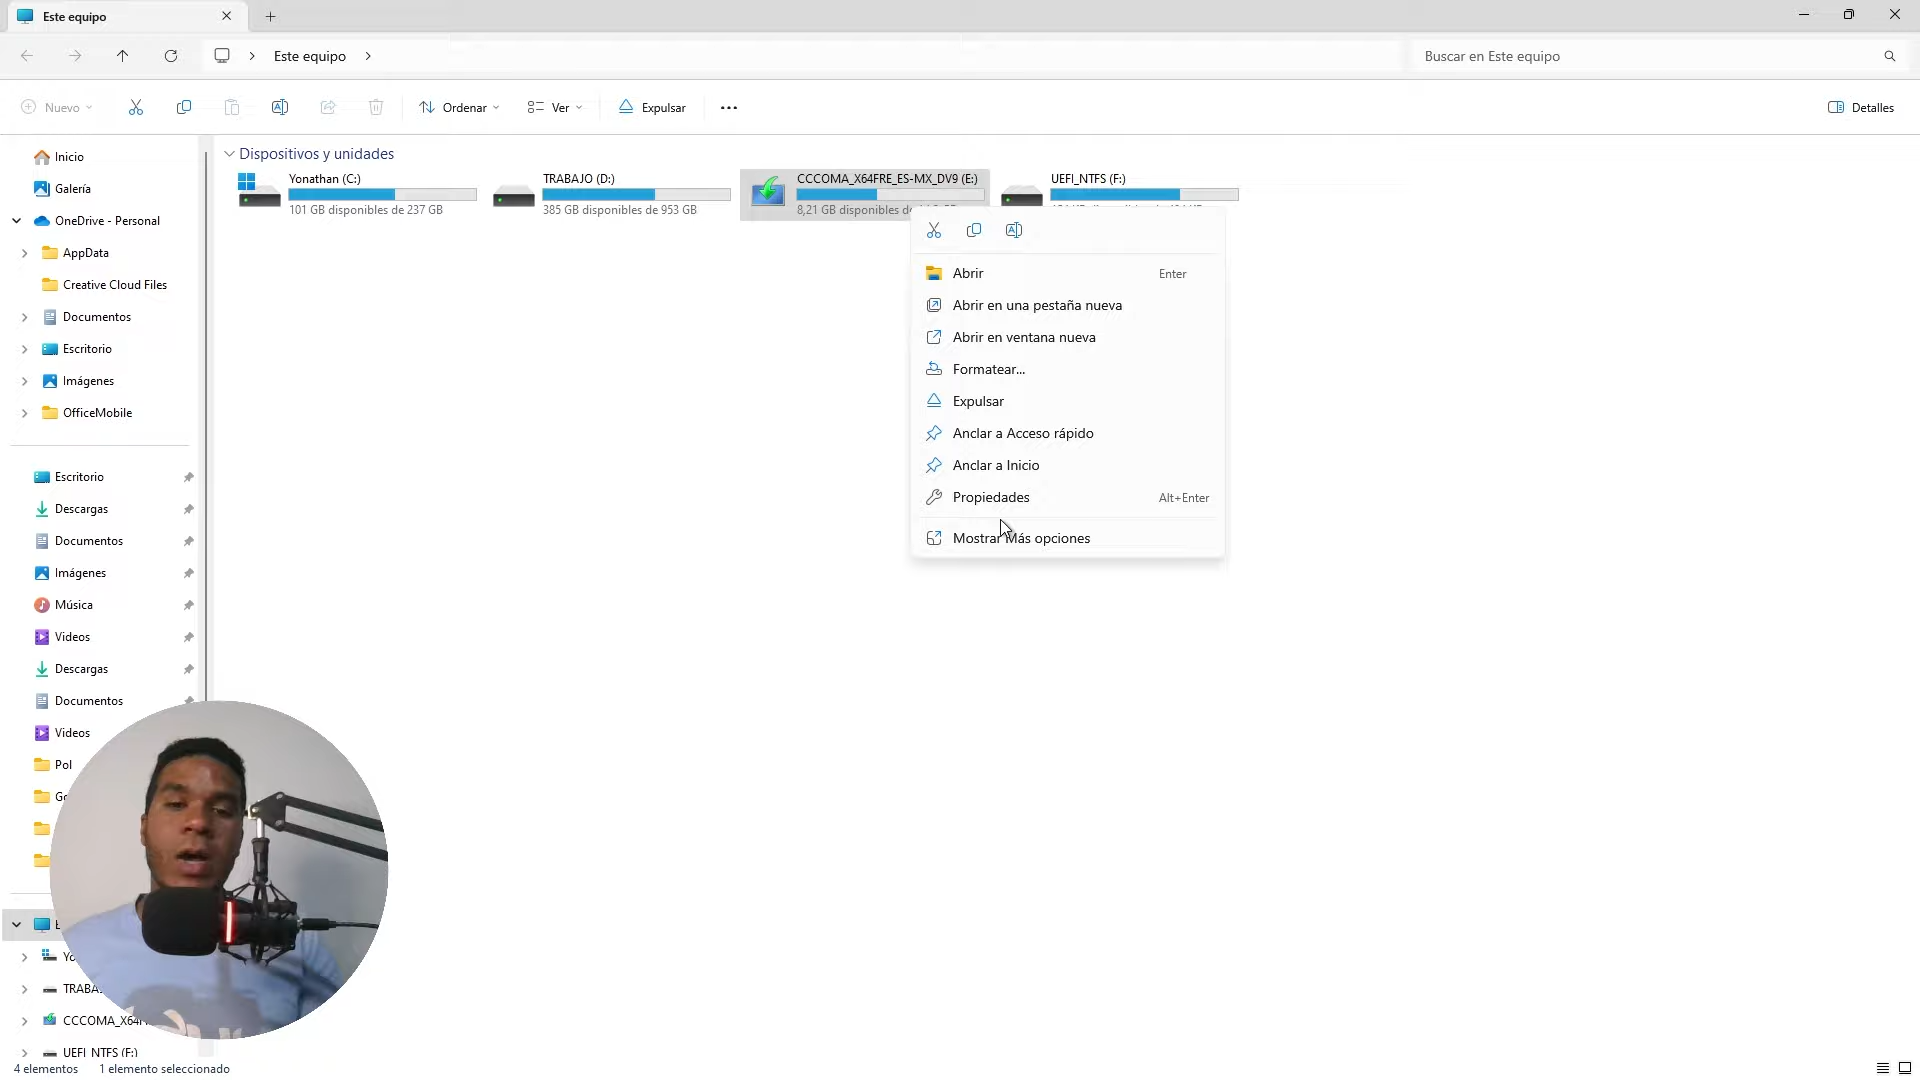 Este equipo
Este equipo
Buscar en Este equipo
Nuevo
Ordenar
Ver
Expulsar
Detalles
Inicio
Galería
OneDrive - Personal
AppData
Creative Cloud Files
Documentos
Escritorio
Imágenes
OfficeMobile
Escritorio
Descargas
Documentos
Imágenes
Música
Videos
Descargas
Documentos
Videos
Pol
TRABA
CCCOMA_X64F
UEFI_NTFS (F:)
Dispositivos y unidades
Yonathan (C:)
101 GB disponibles de 237 GB
TRABAJO (D:)
385 GB disponibles de 953 GB
CCCOMA_X64FRE_ES-MX_DV9 (E:)
8,21 GB disponibles de
UEFI_NTFS (F:)
Abrir Enter
Abrir en una pestaña nueva
Abrir en ventana nueva
Formatear...
Expulsar
Anclar a Acceso rápido
Anclar a Inicio
Propiedades Alt+Enter
Mostrar Más opciones
4 elementos 1 elemento seleccionado